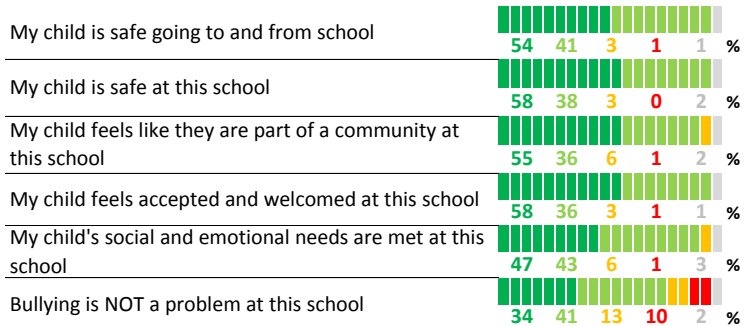 My child is safe going to and from school
54 41 3 1 1 %
My child is safe at this school
58 38 3 0 2 %
My child feels like they are part of a community at
this school
55 36 6 1 2 %
My child feels accepted and welcomed at this school
58 36 3 1 1 %
My child's social and emotional needs are met at this
school
47 43 6 1 3 %
Bullying is NOT a problem at this school
34 41 13 10 2 %